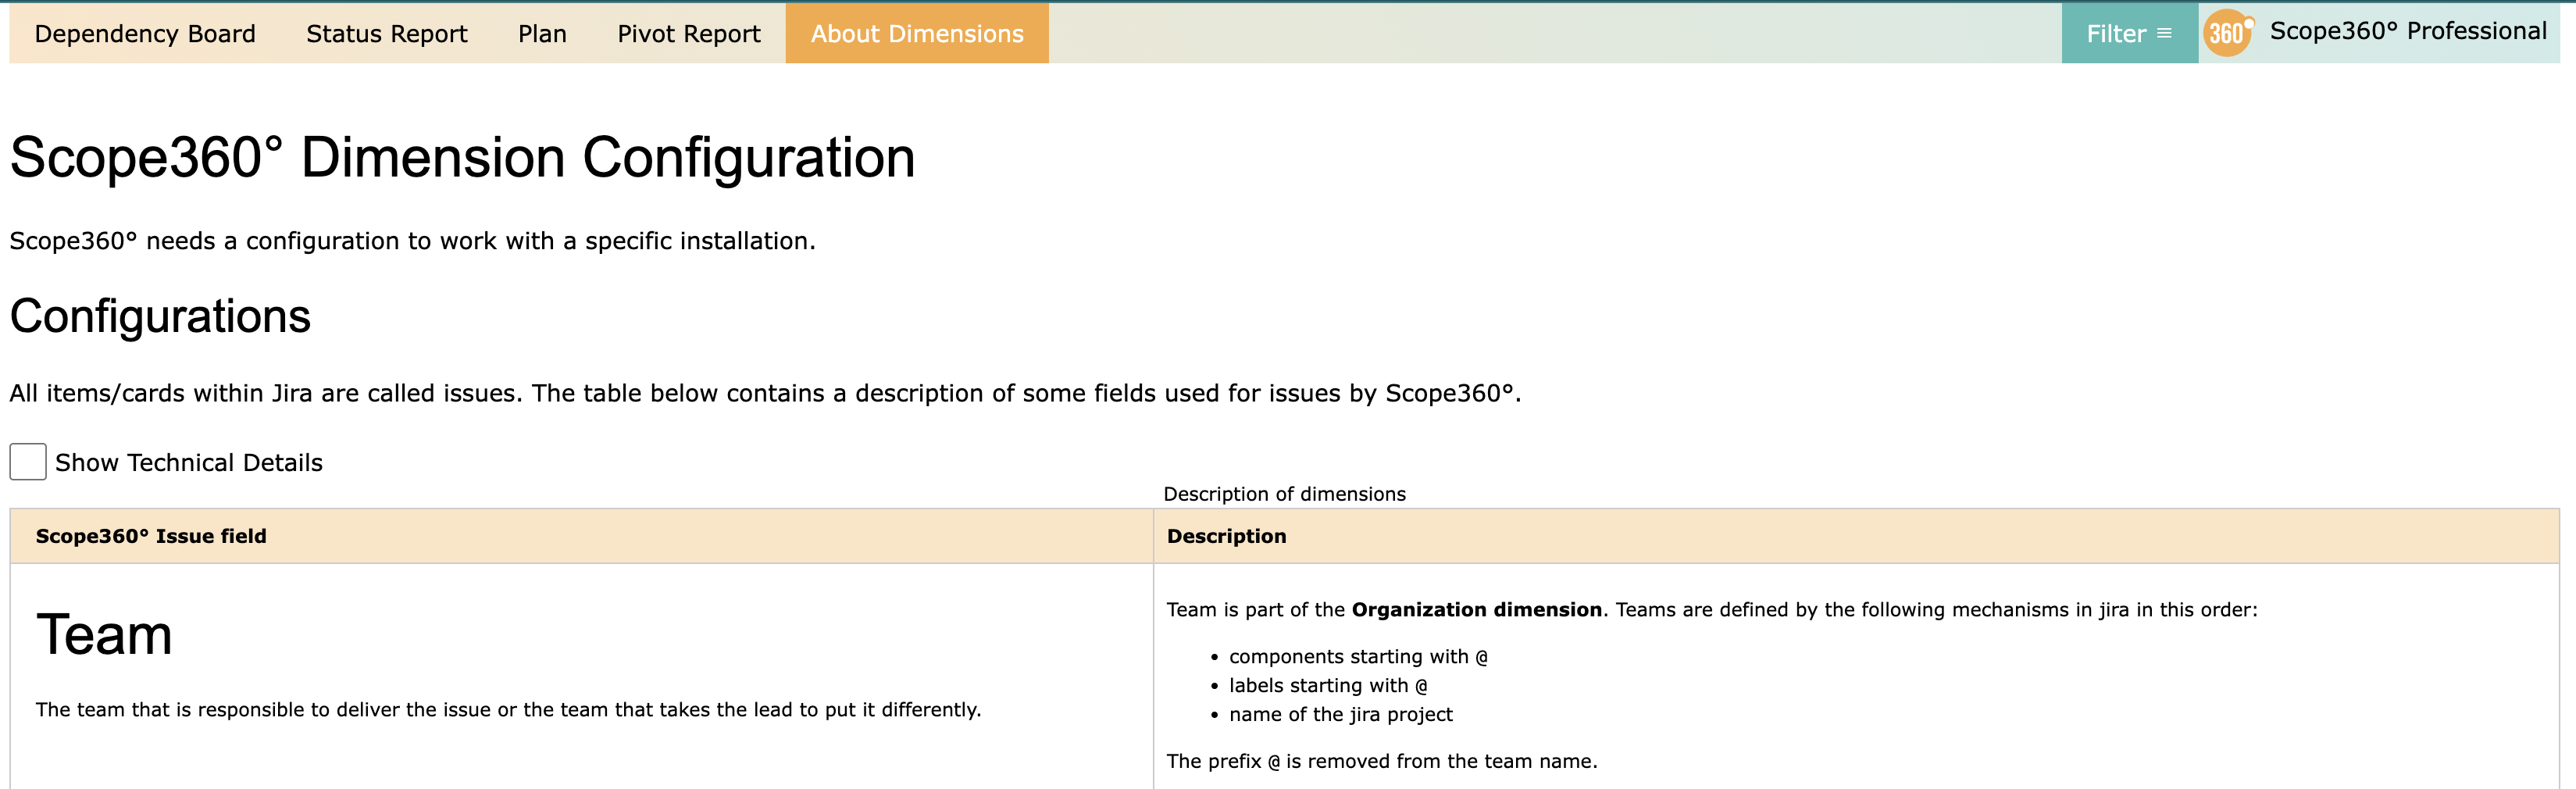 Dependency Board Status Report Plan Pivot Report About Dimensions Filter ≡ 360° Scope360° Professional
Scope360° Dimension Configuration
Scope360° needs a configuration to work with a specific installation.
Configurations
All items/cards within Jira are called issues. The table below contains a description of some fields used for issues by Scope360°.
Show Technical Details
Description of dimensions
Scope360° Issue field
Description
Team
The team that is responsible to deliver the issue or the team that takes the lead to put it differently.
Team is part of the Organization dimension. Teams are defined by the following mechanisms in jira in this order:
• components starting with @
• labels starting with @
• name of the jira project
The prefix @ is removed from the team name.